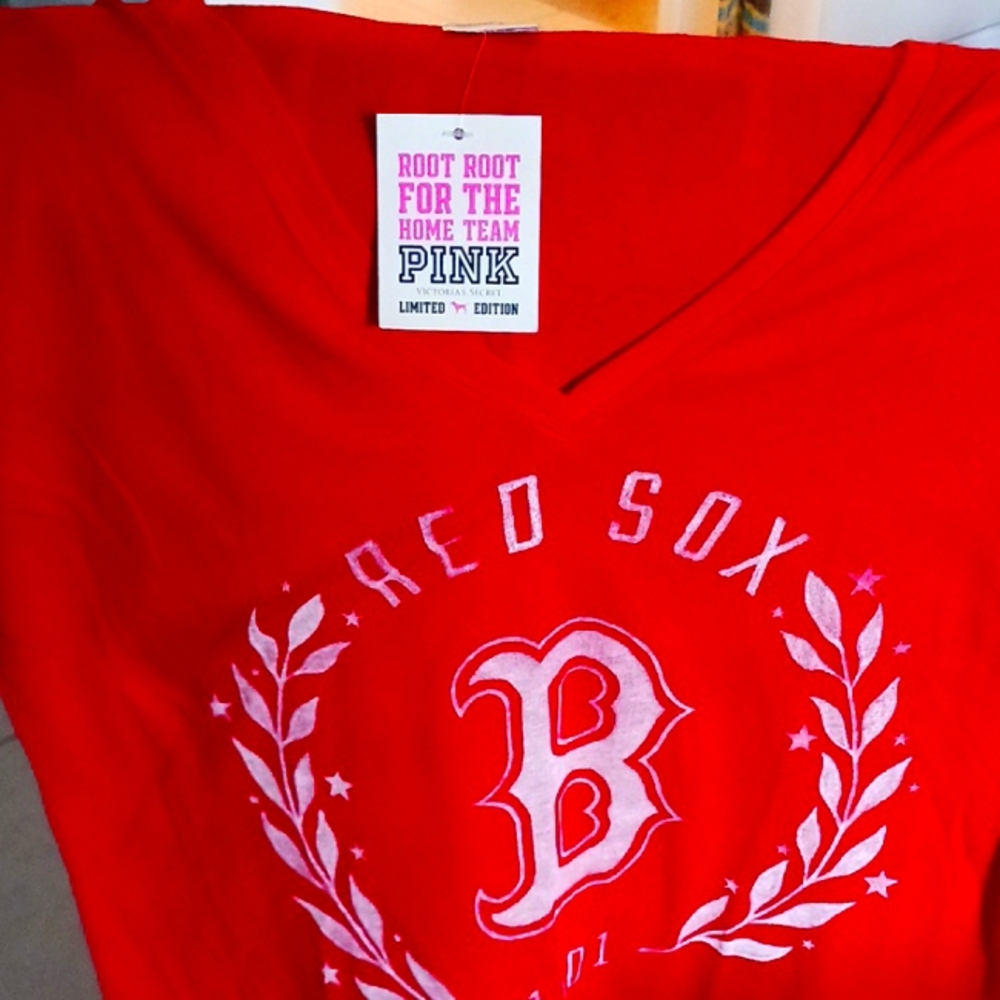 ROOT ROOT
FOR THE
HOME TEAM
PINK
VICTORIA'S SECRET
LIMITED EDITION
RED SOX
B